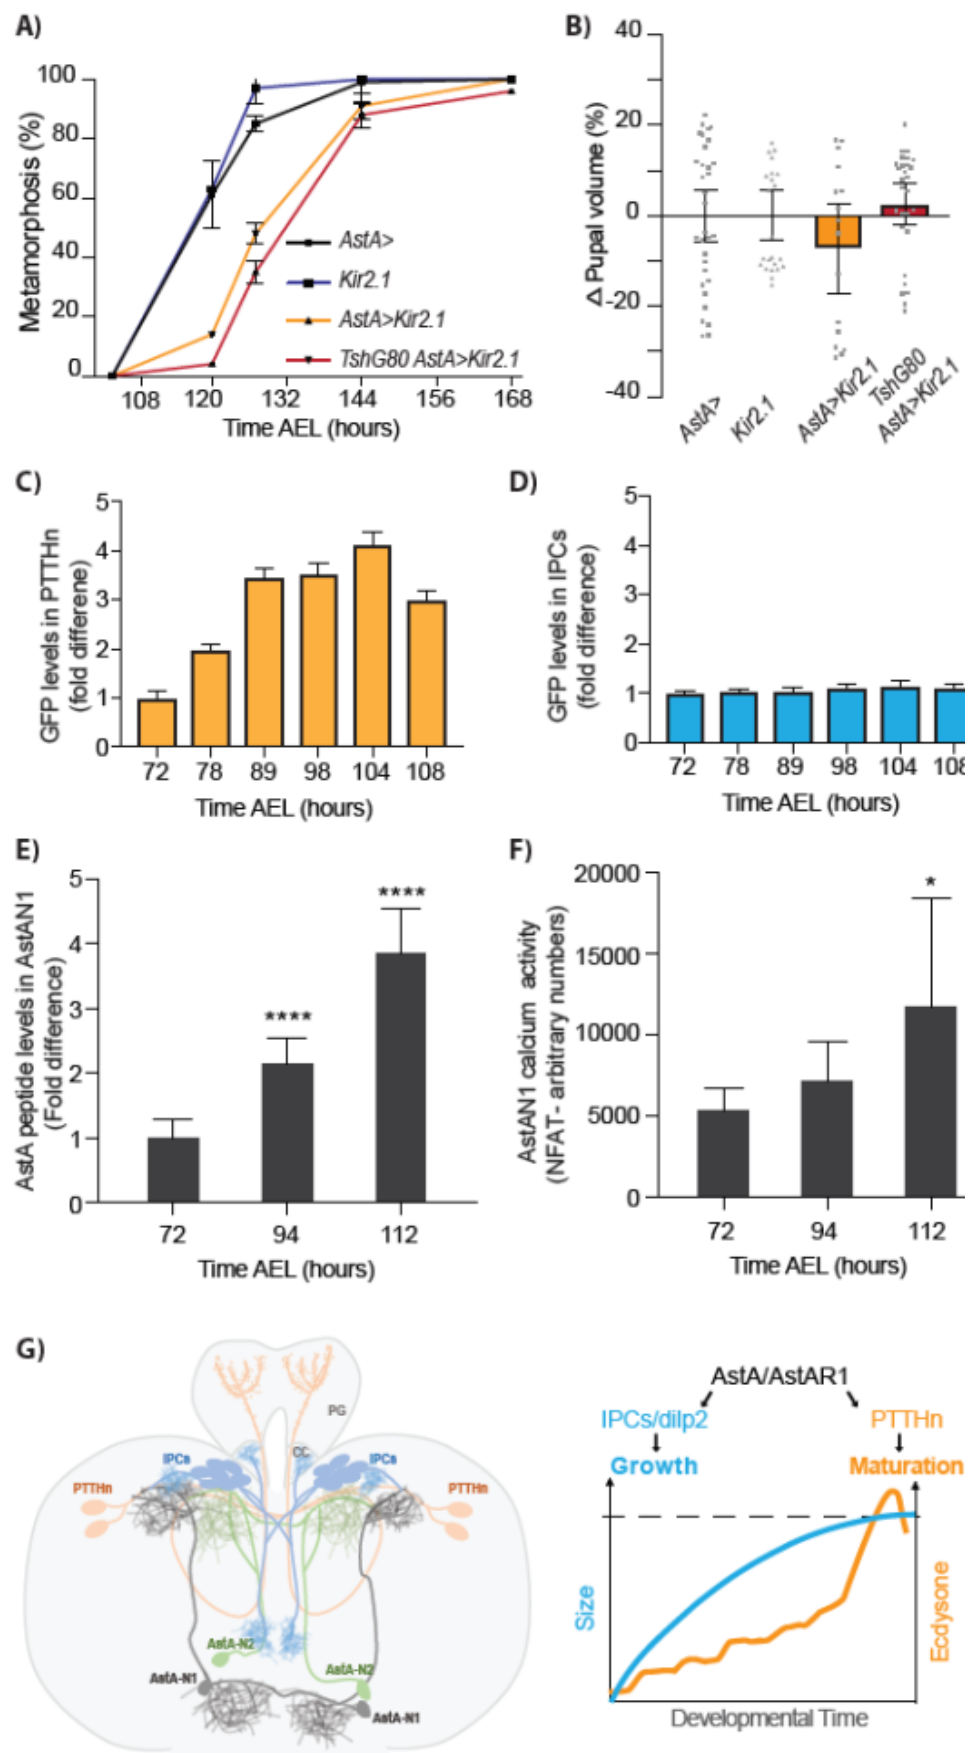 A)
Metamorphosis (%)
100
80
60
40
20
0
108 120 132 144 156 168
Time AEL (hours)
AstA>
Kir2.1
AstA>Kir2.1
TshG80 AstA>Kir2.1
B)
Δ Pupal volume (%)
40
20
0
-20
-40
AstA>
Kir2.1
AstA>Kir2.1
TshG80
AstA>Kir2.1
C)
GFP levels in PTTHn
(fold differene)
5
4
3
2
1
0
72 78 89 98 104 108
Time AEL (hours)
D)
GFP levels in IPCs
(fold difference)
5
4
3
2
1
0
72 78 89 98 104 108
Time AEL (hours)
E)
AstA peptide levels in AstAN1
(Fold difference)
5
4
3
2
1
0
****
****
72 94 112
Time AEL (hours)
F)
AstAN1 calcium activity
(NFAT- arbitrary numbers)
20000
15000
10000
5000
0
*
72 94 112
Time AEL (hours)
G)
PG
CC
IPCs
IPCs
PTTHn
PTTHn
AstA-N2
AstA-N2
AstA-N1
AstA-N1
AstA/AstAR1
IPCs/dilp2
PTTHn
Growth
Maturation
Size
Ecdysone
Developmental Time